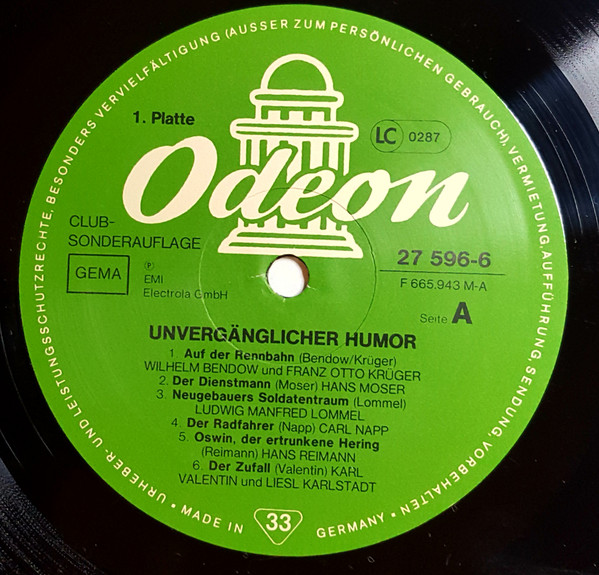 URHEBER- UND LEISTUNGSSCHUTZRECHTE, BESONDERS VERVIELFÄLTIGUNG (AUSSER ZUM PERSÖNLICHEN GEBRAUCH), VERMIETUNG, AUFFÜHRUNG, SENDUNG, VORBEHALTEN
1. Platte
LC 0287
Odeon
CLUB-
SONDERAUFLAGE
GEMA
℗
EMI
Electrola GmbH
27 596-6
F 665.943 M-A
Seite A
UNVERGÄNGLICHER HUMOR
1. Auf der Rennbahn (Bendow/Krüger)
WILHELM BENDOW und FRANZ OTTO KRÜGER
2. Der Dienstmann (Moser) HANS MOSER
3. Neugebauers Soldatentraum (Lommel)
LUDWIG MANFRED LOMMEL
4. Der Radfahrer (Napp) CARL NAPP
5. Oswin, der ertrunkene Hering
(Reimann) HANS REIMANN
6. Der Zufall (Valentin) KARL
VALENTIN und LIESL KARLSTADT
• MADE IN 33 GERMANY •